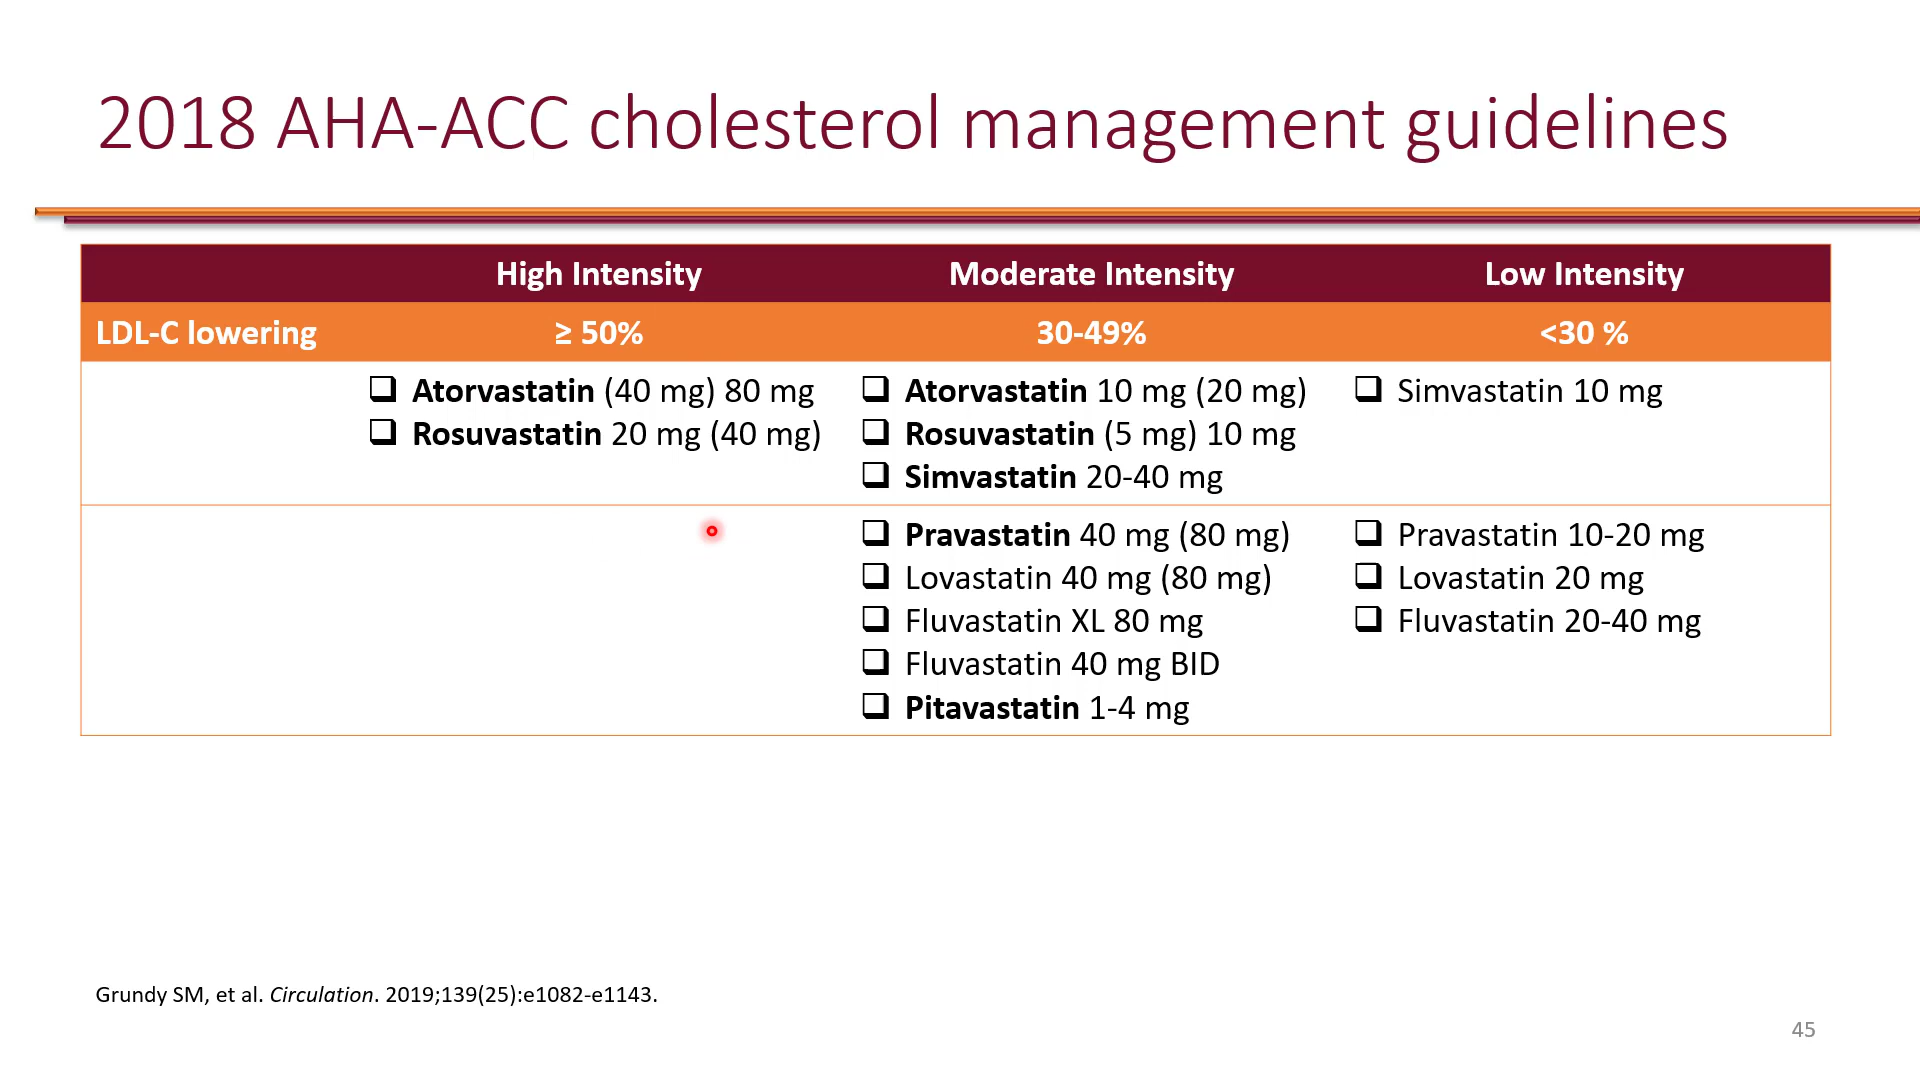 2018 AHA-ACC cholesterol management guidelines
High Intensity Moderate Intensity Low Intensity
LDL-C lowering ≥ 50% 30-49% <30 %
Atorvastatin (40 mg) 80 mg
Rosuvastatin 20 mg (40 mg)
Atorvastatin 10 mg (20 mg)
Rosuvastatin (5 mg) 10 mg
Simvastatin 20-40 mg
Simvastatin 10 mg
Pravastatin 40 mg (80 mg)
Lovastatin 40 mg (80 mg)
Fluvastatin XL 80 mg
Fluvastatin 40 mg BID
Pitavastatin 1-4 mg
Pravastatin 10-20 mg
Lovastatin 20 mg
Fluvastatin 20-40 mg
Grundy SM, et al. Circulation. 2019;139(25):e1082-e1143.
45